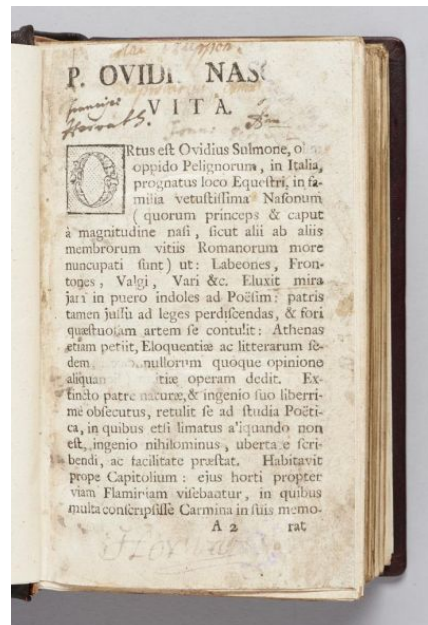 P. OVIDI NAS
VITA.
ORtus est Ovidius Sulmone,
oppido Pelignorum, in Italia,
prognatus loco Equestri, in fa-
milia vetustissima Nasonum
( quorum princeps & caput
à magnitudine nasi, sicut alii ab aliis
membrorum vitiis Romanorum more
nuncupati sunt) ut: Labeones, Fron-
tones, Valgi, Vari &c. Eluxit mira
jam in puero indoles ad Poësim: patris
tamen jussu ad leges perdiscendas, & fori
quæstuosam artem se contulit: Athenas
etiam petiit, Eloquentiæ ac litterarum se-
dem, nonnullorum quoque opinione
aliquan itiæ operam dedit. Ex-
tincto patre naturæ, & ingenio suo liberri-
me obsecutus, retulit se ad studia Poëti-
ca, in quibus etsi limatus aliquando non
est, ingenio nihilominus, ubertate scri-
bendi, ac facilitate præstat. Habitavit
prope Capitolium: ejus horti propter
viam Flaminiam visebantur, in quibus
multa conscripsisse Carmina in suis memo-
A 2 rat